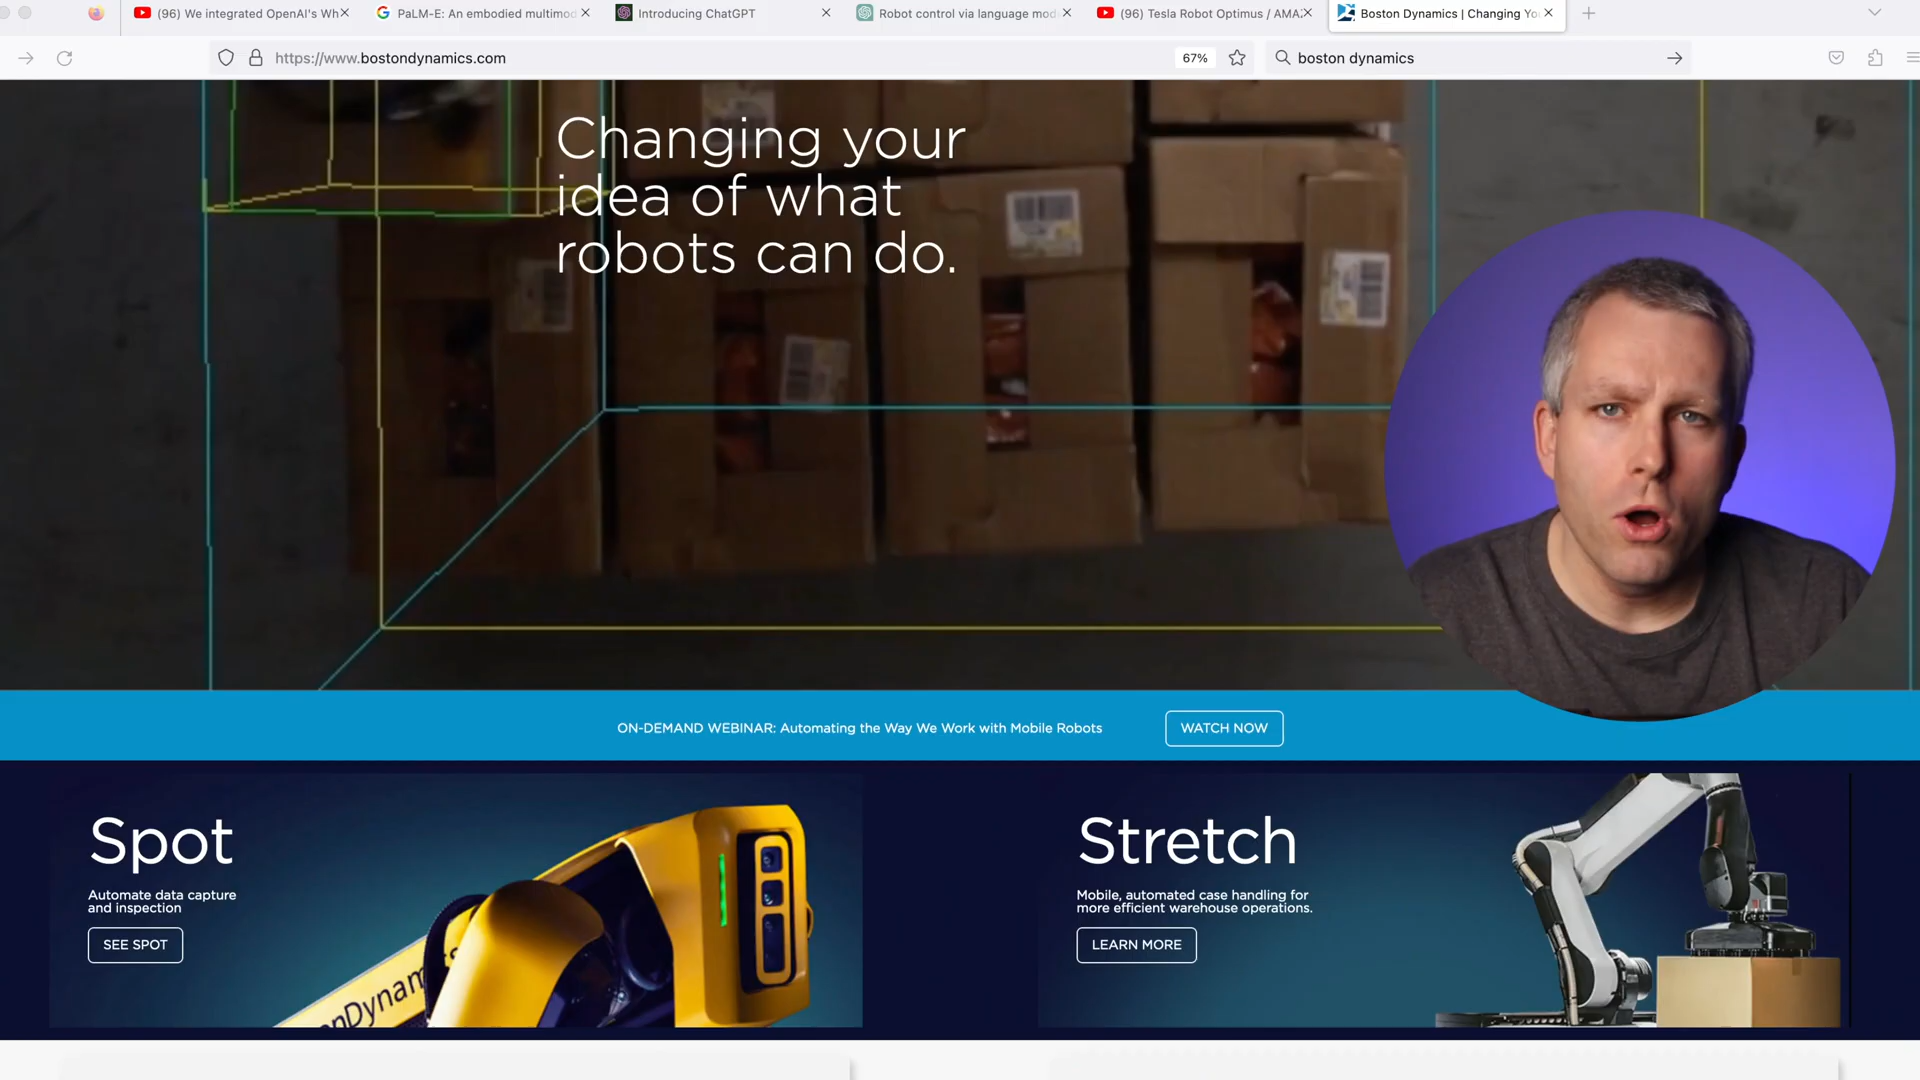 (96) We integrated OpenAI's Wh
PaLM-E: An embodied multimod
Introducing ChatGPT
Robot control via language mod
(96) Tesla Robot Optimus / AMAZ
Boston Dynamics | Changing Yo
https://www.bostondynamics.com
67%
boston dynamics
Changing your
idea of what
robots can do.
ON-DEMAND WEBINAR: Automating the Way We Work with Mobile Robots
WATCH NOW
Spot
Automate data capture
and inspection
SEE SPOT
Stretch
Mobile, automated case handling for
more efficient warehouse operations.
LEARN MORE